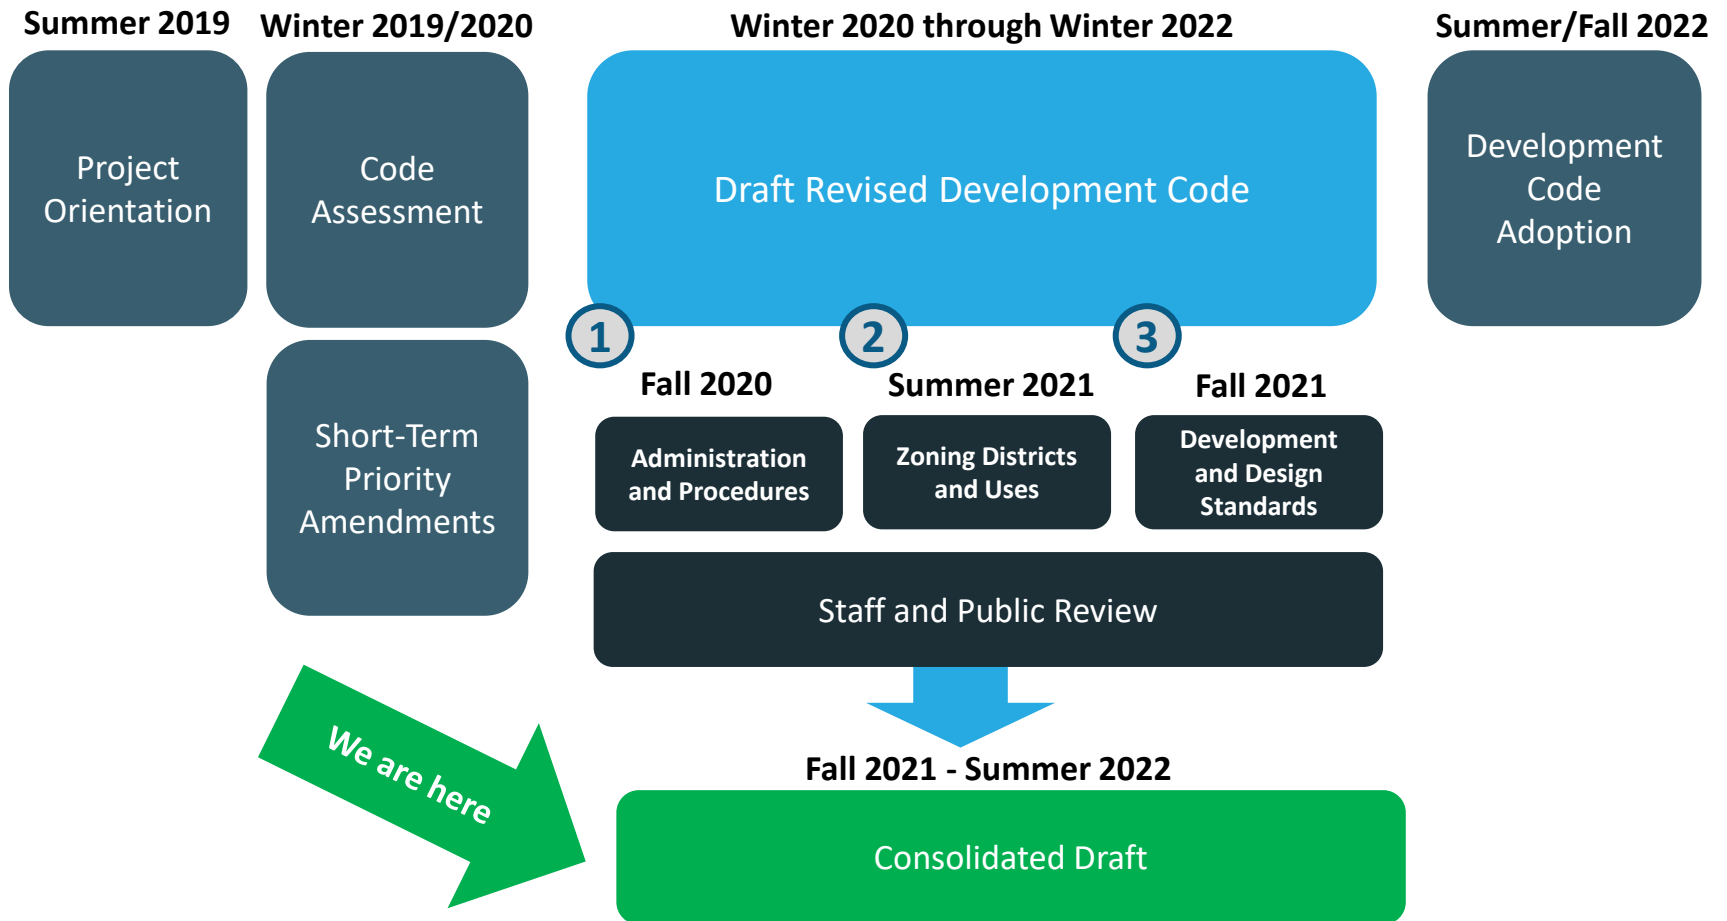 Summer 2019
Project
Orientation
Winter 2019/2020
Code
Assessment
Short-Term
Priority
Amendments
Winter 2020 through Winter 2022
Draft Revised Development Code
1
Fall 2020
Administration
and Procedures
2
Summer 2021
Zoning Districts
and Uses
3
Fall 2021
Development
and Design
Standards
Staff and Public Review
We are here
Fall 2021 - Summer 2022
Consolidated Draft
Summer/Fall 2022
Development
Code
Adoption